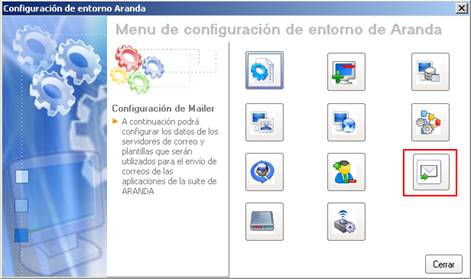 Configuración de entorno Aranda
Menu de configuración de entorno de Aranda
Configuración de Mailer
A continuación podrá
configurar los datos de los
servidores de correo y
plantillas que serán
utilizados para el envío de
correos de las
aplicaciones de la suite de
ARANDA
Cerrar